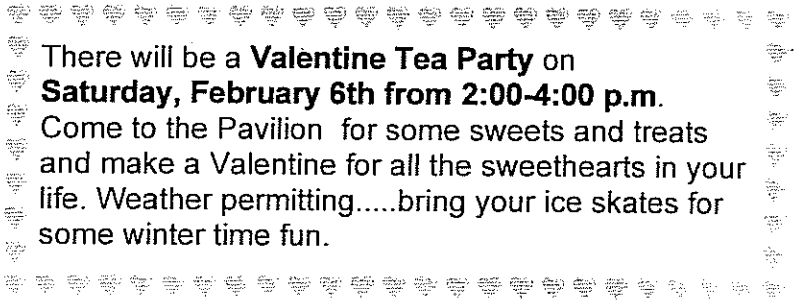 There will be a Valentine Tea Party on
Saturday, February 6th from 2:00-4:00 p.m.
Come to the Pavilion  for some sweets and treats
and make a Valentine for all the sweethearts in your
life. Weather permitting.....bring your ice skates for
some winter time fun.